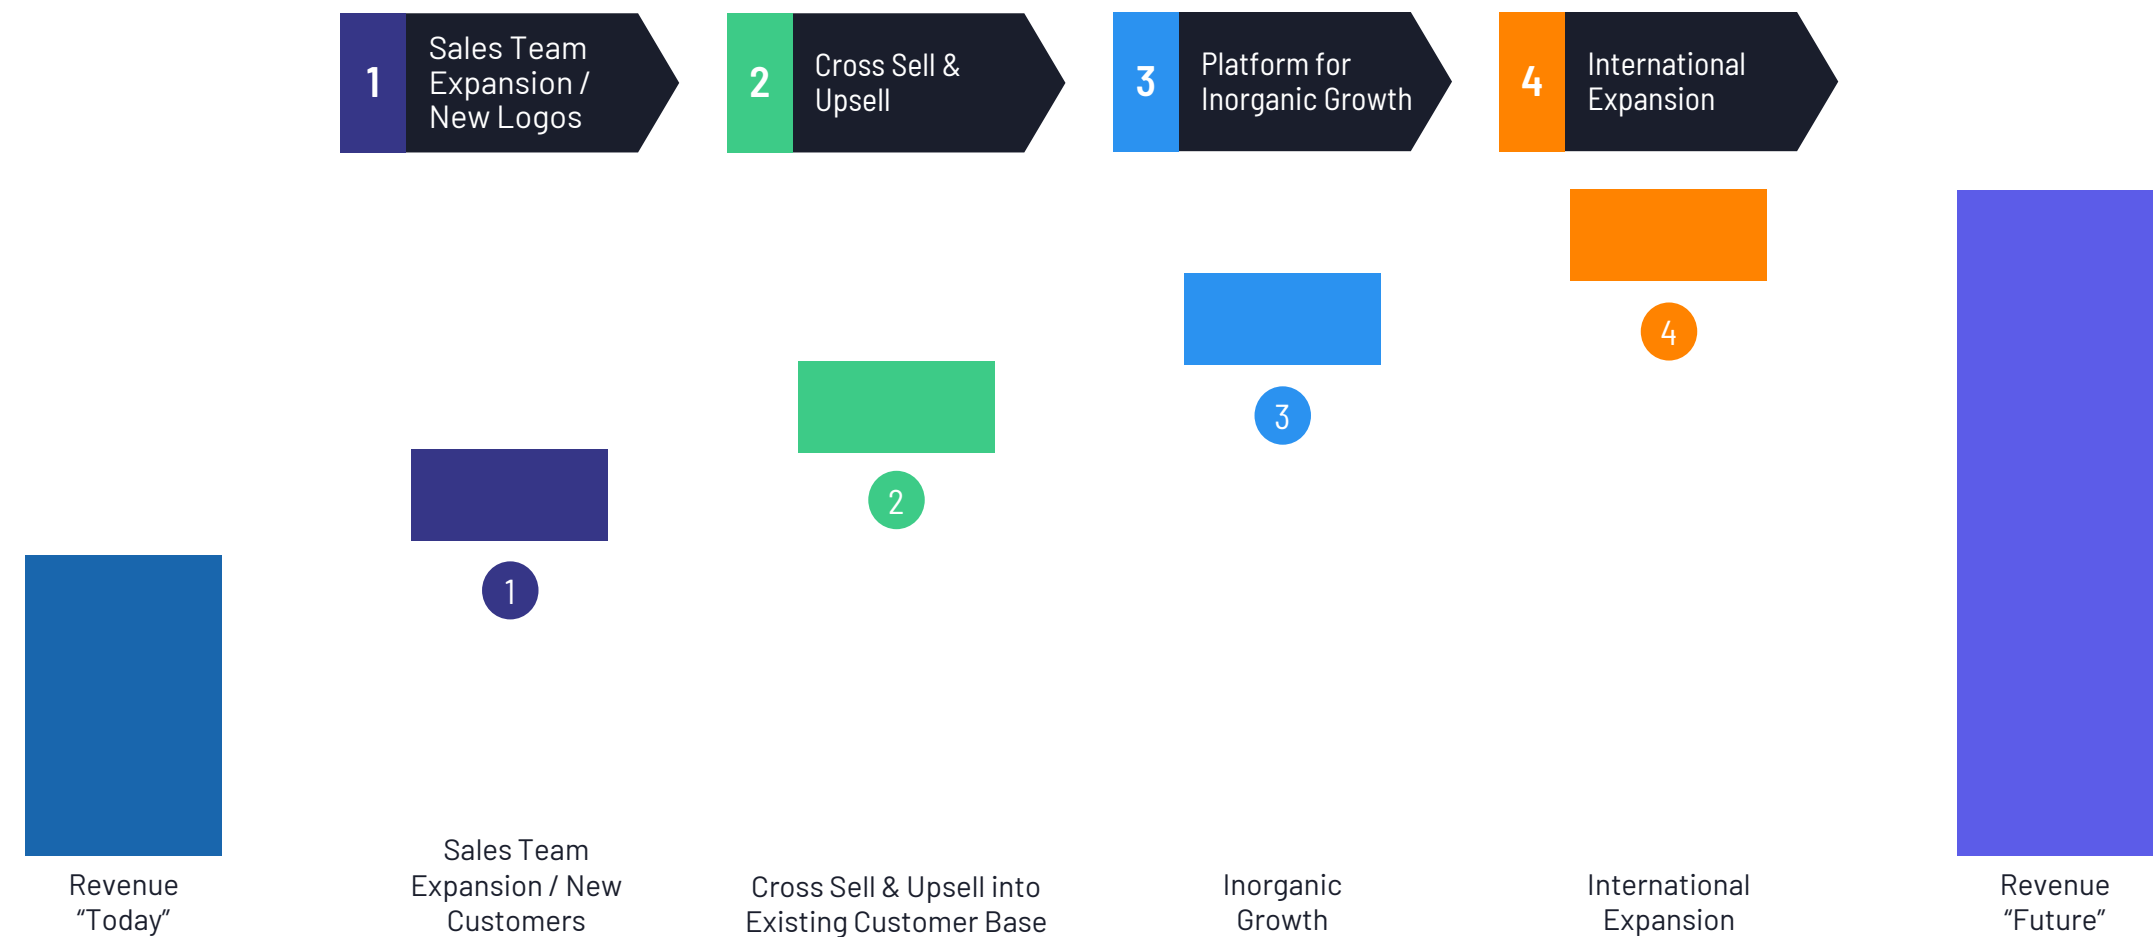 1
Sales Team
Expansion /
New Logos
2
Cross Sell &
Upsell
3
Platform for
Inorganic Growth
4
International
Expansion
4
3
2
1
Revenue
“Today”
Sales Team
Expansion / New
Customers
Cross Sell & Upsell into
Existing Customer Base
Inorganic
Growth
International
Expansion
Revenue
“Future”